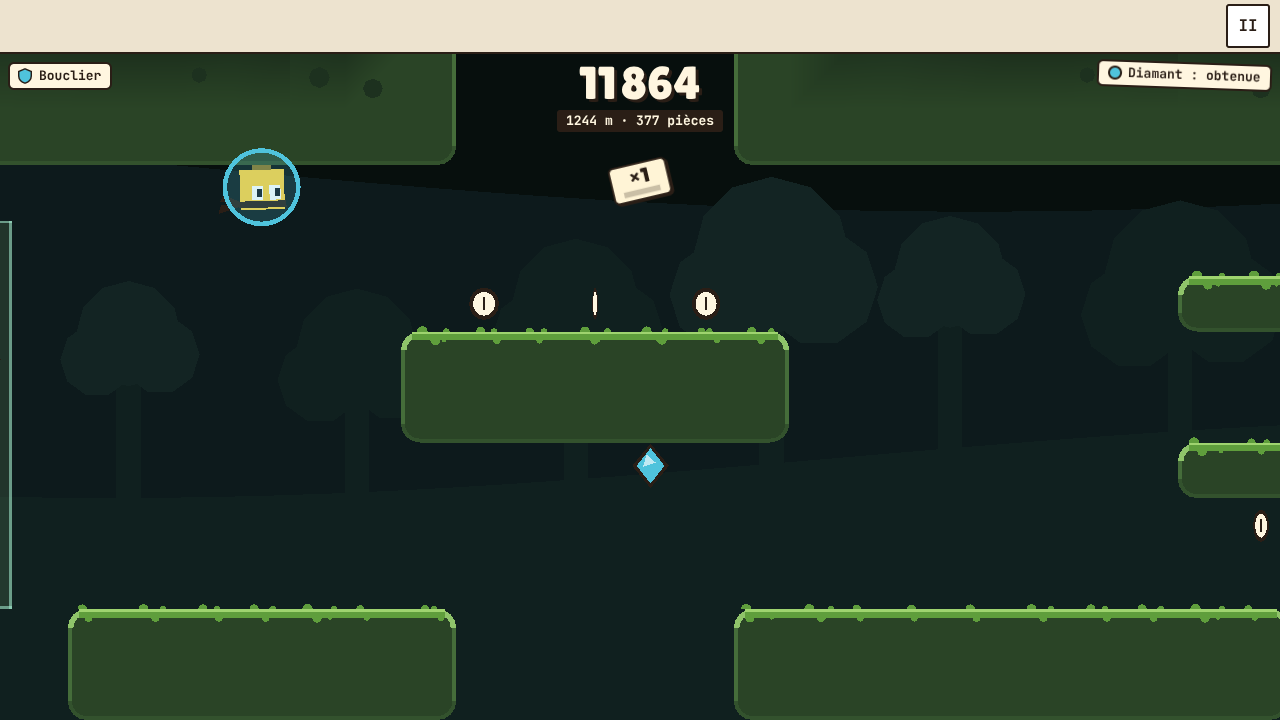 II
Bouclier
11864
Diamant : obtenue
1244 m · 377 pièces
×1